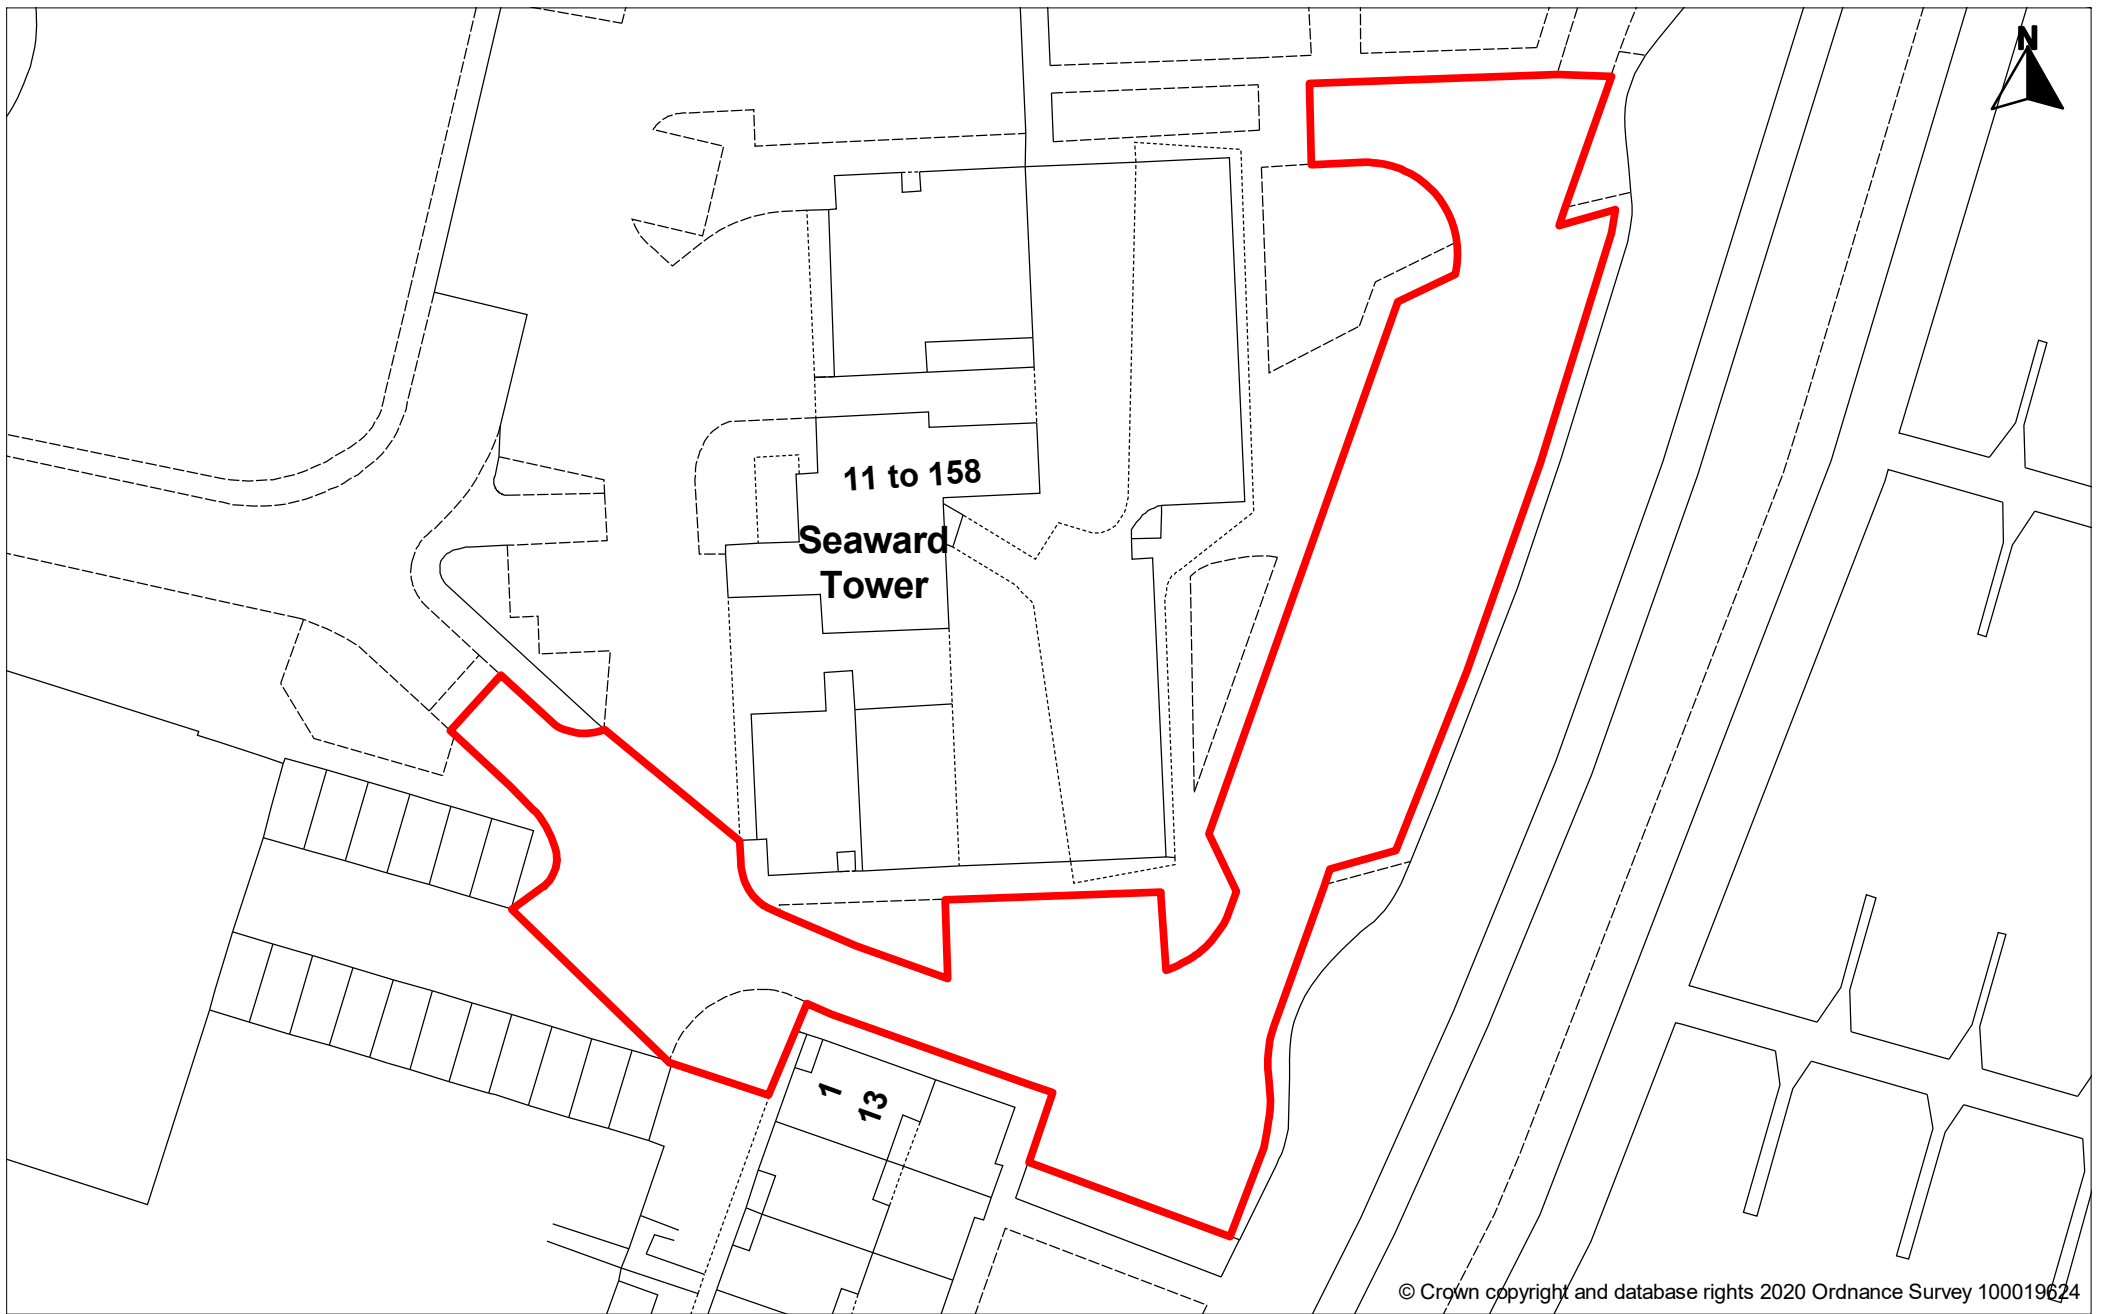 N
11 to 158
Seaward
Tower
1
13
© Crown copyright and database rights 2020 Ordnance Survey 100019624